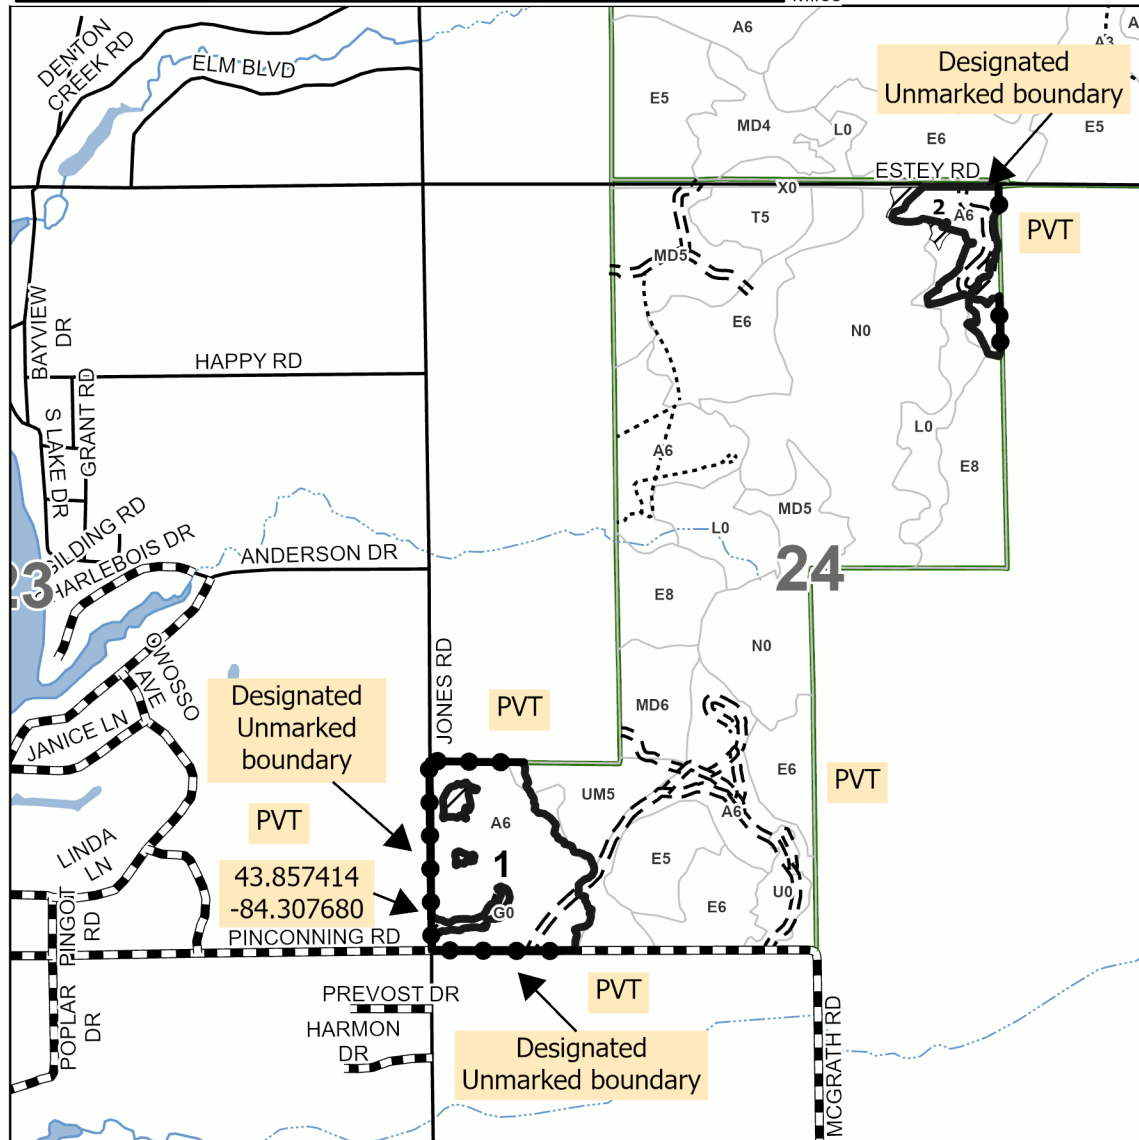 DENTON
CREEK RD
ELM BLVD
A6
A3
A
Designated
Unmarked boundary
E5
MD4
L0
E6
E5
ESTEY RD
X0
T5
2
A6
PVT
MD5
BAYVIEW
DR
E6
N0
HAPPY RD
GRANT RD
S LAKE DR
L0
A6
E8
MD5
L0
GILDING RD
HARLEBOIS DR
ANDERSON DR
23
24
E8
OWOSSO
AVE
N0
JONES RD
Designated
Unmarked
boundary
PVT
MD6
JANICE LN
E6
PVT
UM5
A6
PVT
A6
LINDA
LN
1
E5
43.857414
-84.307680
U0
E6
G0
PINGOT
RD
PINCONNING RD
PVT
PREVOST DR
POPLAR
DR
HARMON
DR
MCGRATH RD
Designated
Unmarked boundary